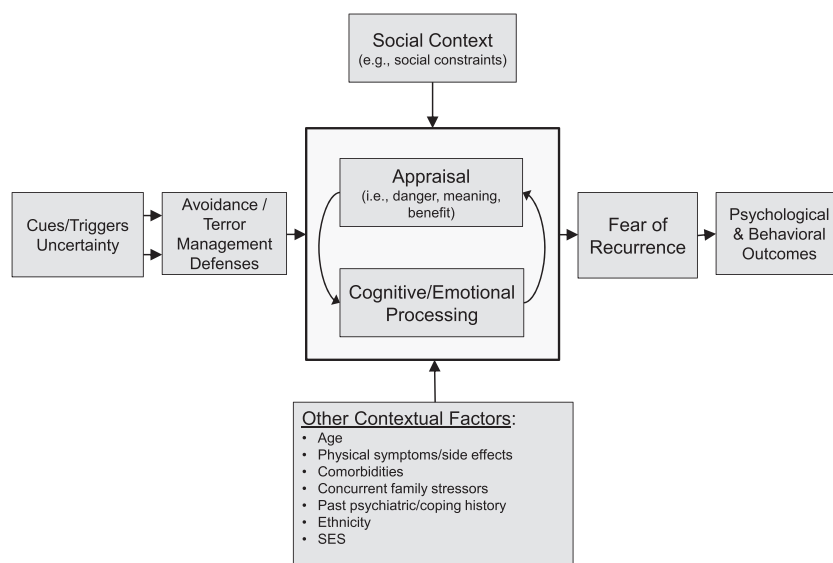 Social Context
(e.g., social constraints)
Appraisal
(i.e., danger, meaning,
benefit)
Cognitive/Emotional
Processing
Cues/Triggers
Uncertainty
Avoidance /
Terror
Management
Defenses
Fear of
Recurrence
Psychological
& Behavioral
Outcomes
Other Contextual Factors:
• Age
• Physical symptoms/side effects
• Comorbidities
• Concurrent family stressors
• Past psychiatric/coping history
• Ethnicity
• SES